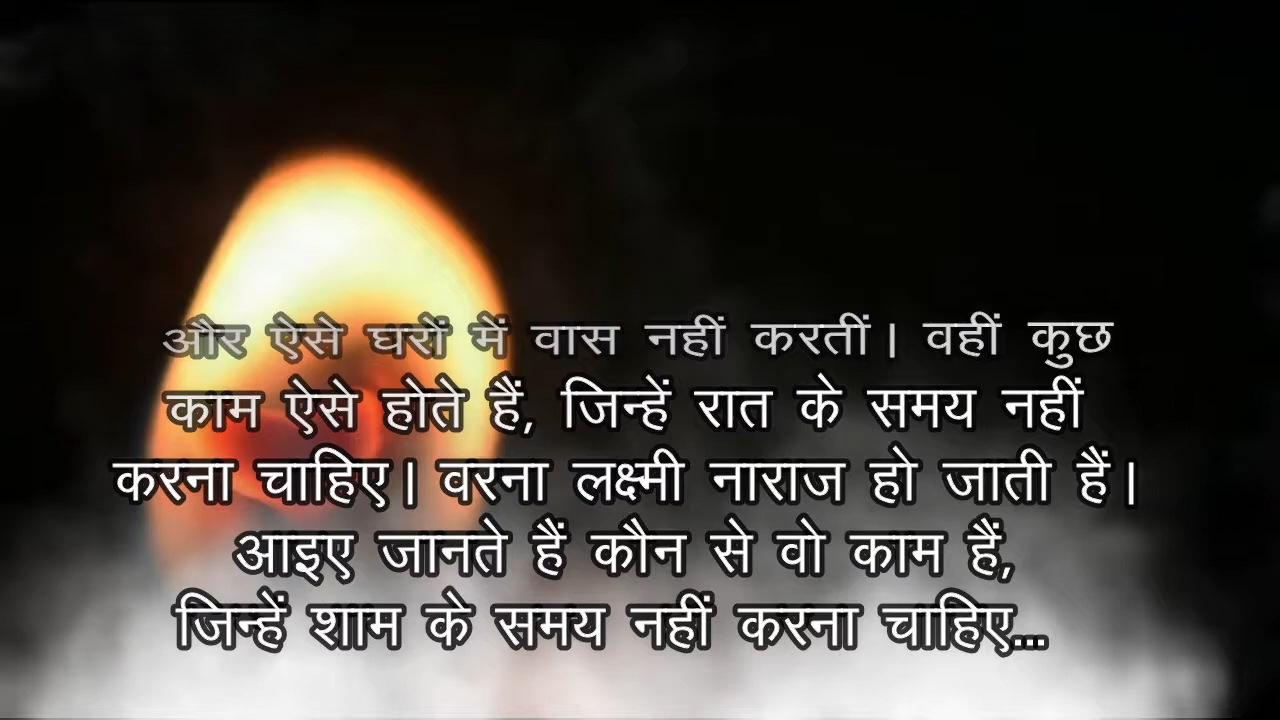 और ऐसे घरों में वास नहीं करतीं। वहीं कुछ
काम ऐसे होते हैं, जिन्हें रात के समय नहीं
करना चाहिए। वरना लक्ष्मी नाराज हो जाती हैं।
आइए जानते हैं कौन से वो काम हैं,
जिन्हें शाम के समय नहीं करना चाहिए...